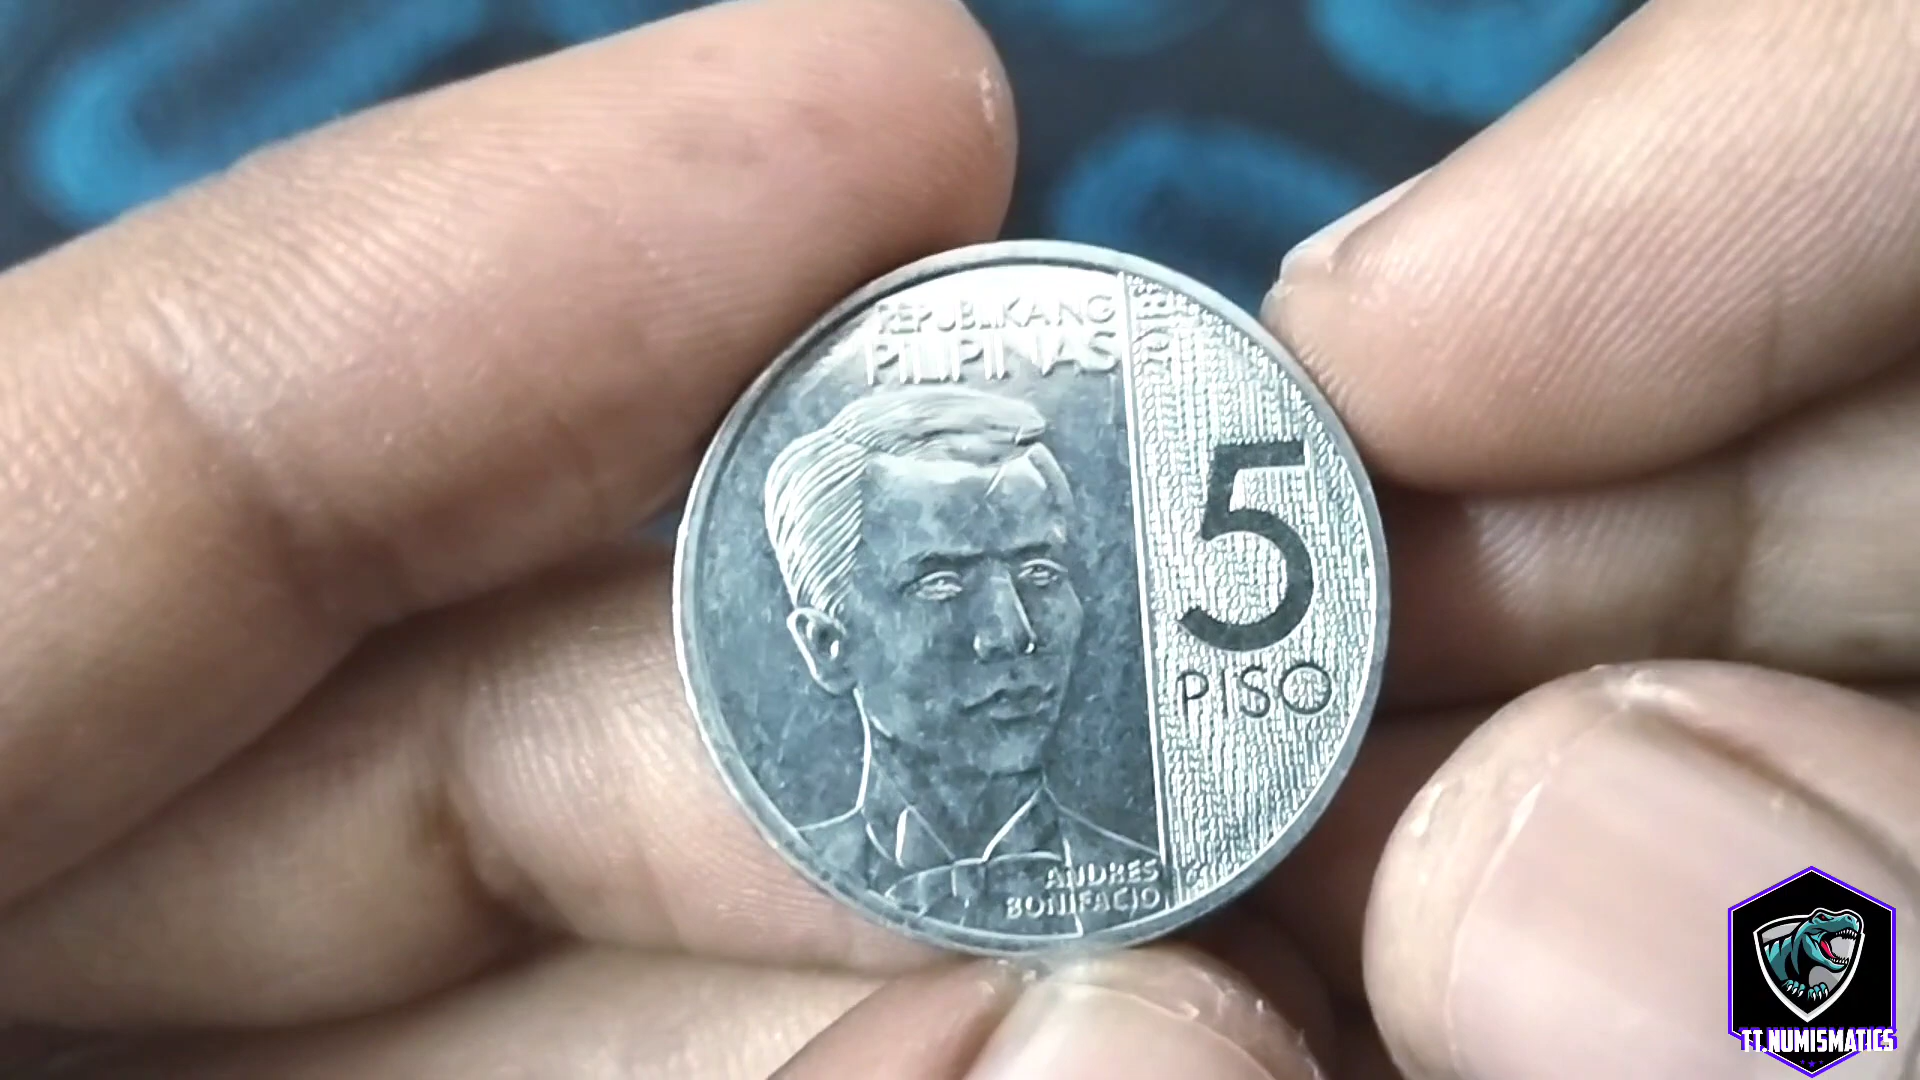 REPUBLIKANG
PILIPINAS
2018
5
PISO
ANDRES
BONIFACIO
TT.NUMISMATICS